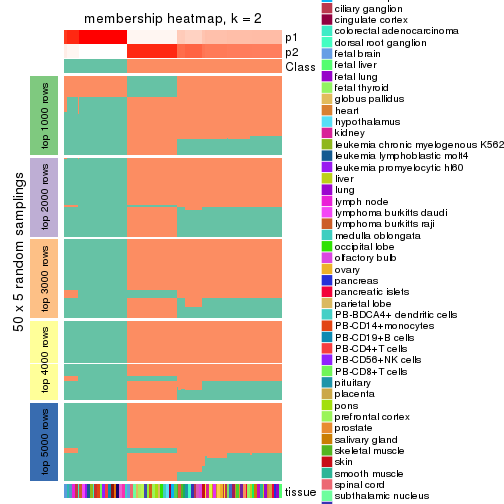 membership heatmap, k = 2
p1
p2
Class
50 x 5 random samplings
top 1000 rows
top 2000 rows
top 3000 rows
top 4000 rows
top 5000 rows
tissue
ciliary ganglion
cingulate cortex
colorectal adenocarcinoma
dorsal root ganglion
fetal brain
fetal liver
fetal lung
fetal thyroid
globus pallidus
heart
hypothalamus
kidney
leukemia chronic myelogenous K562
leukemia lymphoblastic molt4
leukemia promyelocytic hl60
liver
lung
lymph node
lymphoma burkitts daudi
lymphoma burkitts raji
medulla oblongata
occipital lobe
olfactory bulb
ovary
pancreas
pancreatic islets
parietal lobe
PB-BDCA4+ dendritic cells
PB-CD14+ monocytes
PB-CD19+ B cells
PB-CD4+ T cells
PB-CD56+ NK cells
PB-CD8+ T cells
pituitary
placenta
pons
prefrontal cortex
prostate
salivary gland
skeletal muscle
skin
smooth muscle
spinal cord
subthalamic nucleus